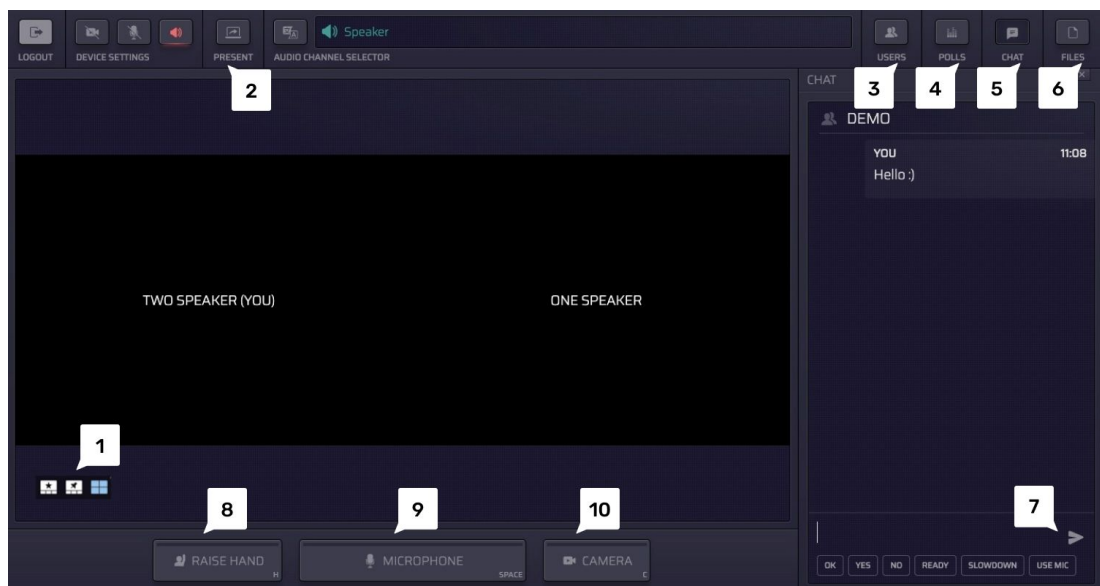 Speaker
LOGOUT DEVICE SETTINGS PRESENT AUDIO CHANNEL SELECTOR USERS POLLS CHAT FILES
2 3 4 5 6
CHAT
DEMO
YOU 11:08
Hello :)
TWO SPEAKER (YOU) ONE SPEAKER
1
8 9 10 7
RAISE HAND H MICROPHONE SPACE CAMERA C
OK YES NO READY SLOWDOWN USE MIC